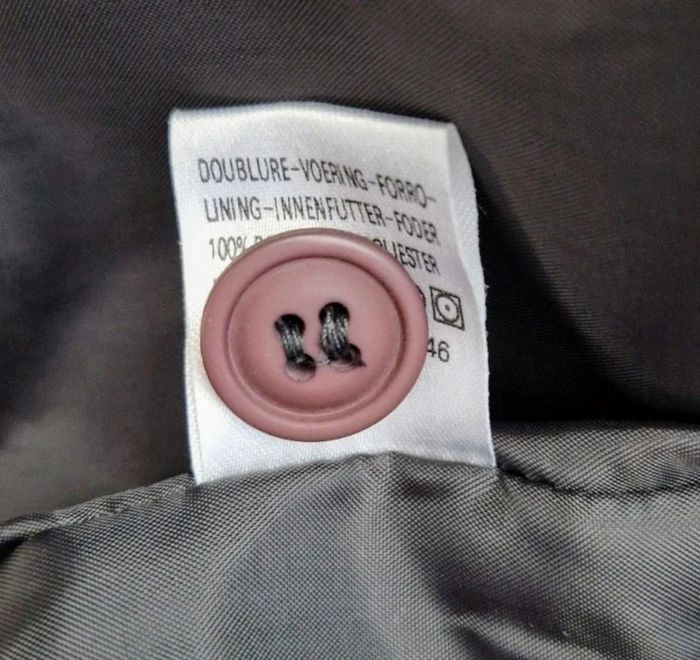 DOUBLURE-VOERING-FORRO-
LINING-INNENFUTTER-FODER
100%
46